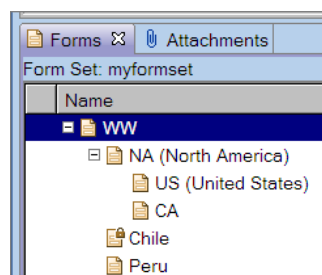 Forms Attachments
Form Set: myformset
Name
WW
NA (North America)
US (United States)
CA
Chile
Peru